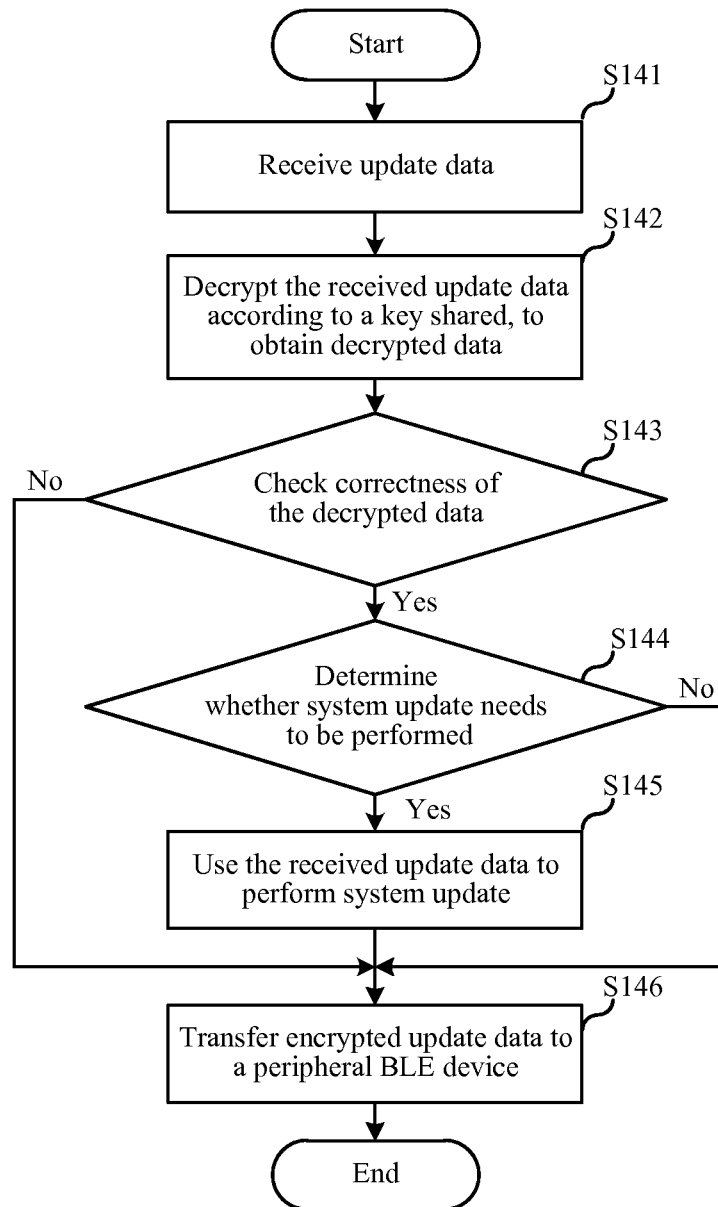 Start
S141
Receive update data
S142
Decrypt the received update data
according to a key shared, to
obtain decrypted data
S143
No
Check correctness of
the decrypted data
Yes
S144
Determine
whether system update needs
to be performed
No
Yes
S145
Use the received update data to
perform system update
S146
Transfer encrypted update data to
a peripheral BLE device
End